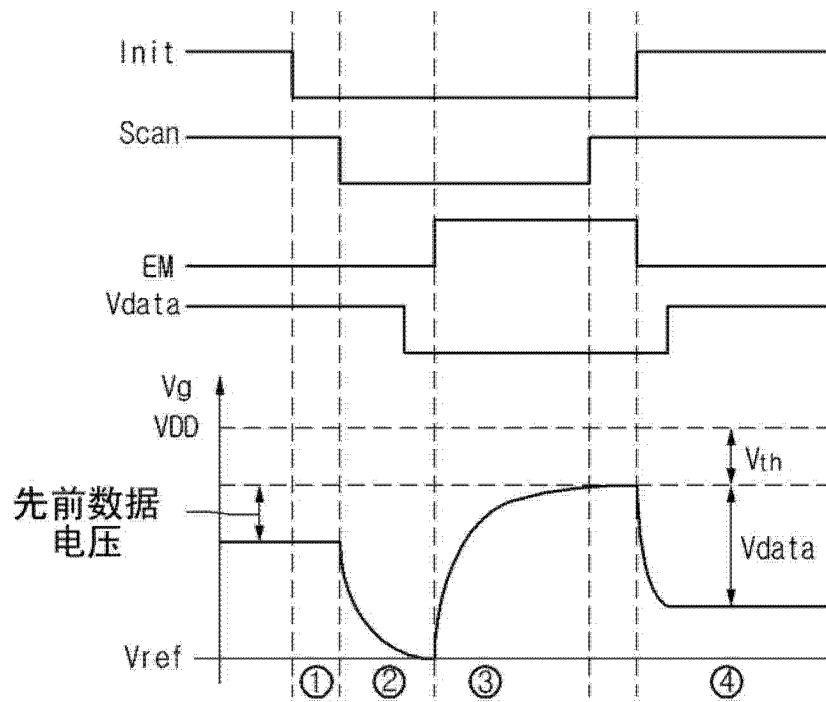 Init
Scan
EM
Vdata
Vg
VDD
Vth
先前数据
电压
Vdata
Vref
① ② ③ ④